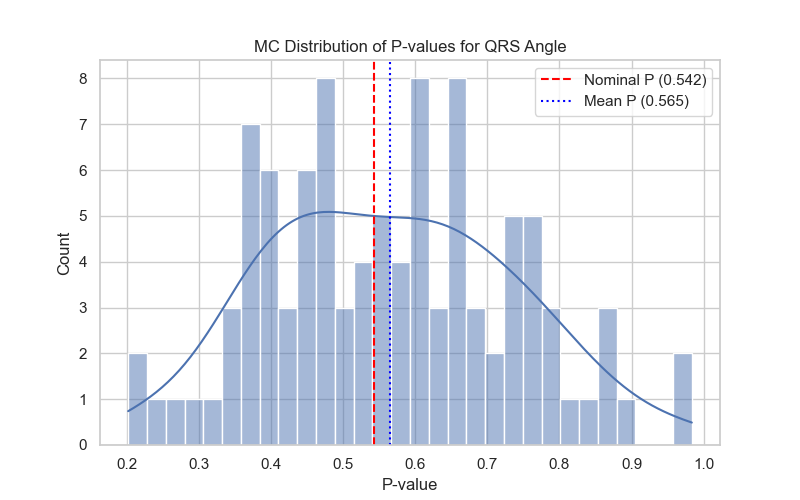 MC Distribution of P-values for QRS Angle
Nominal P (0.542)
Mean P (0.565)
Count
8
7
6
5
4
3
2
1
0
0.2 0.3 0.4 0.5 0.6 0.7 0.8 0.9 1.0
P-value